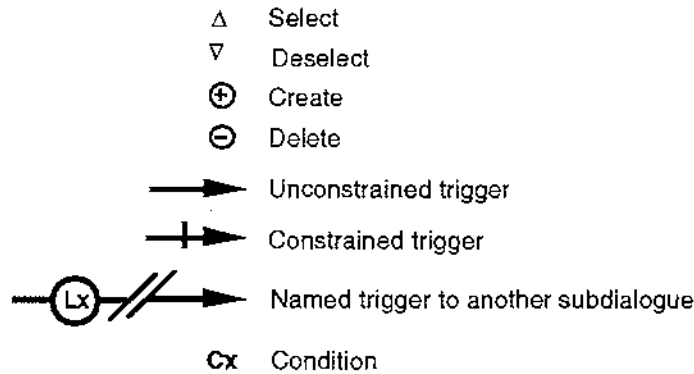 Δ Select
∇ Deselect
⊕ Create
⊖ Delete
Unconstrained trigger
Constrained trigger
Lx Named trigger to another subdialogue
Cx Condition